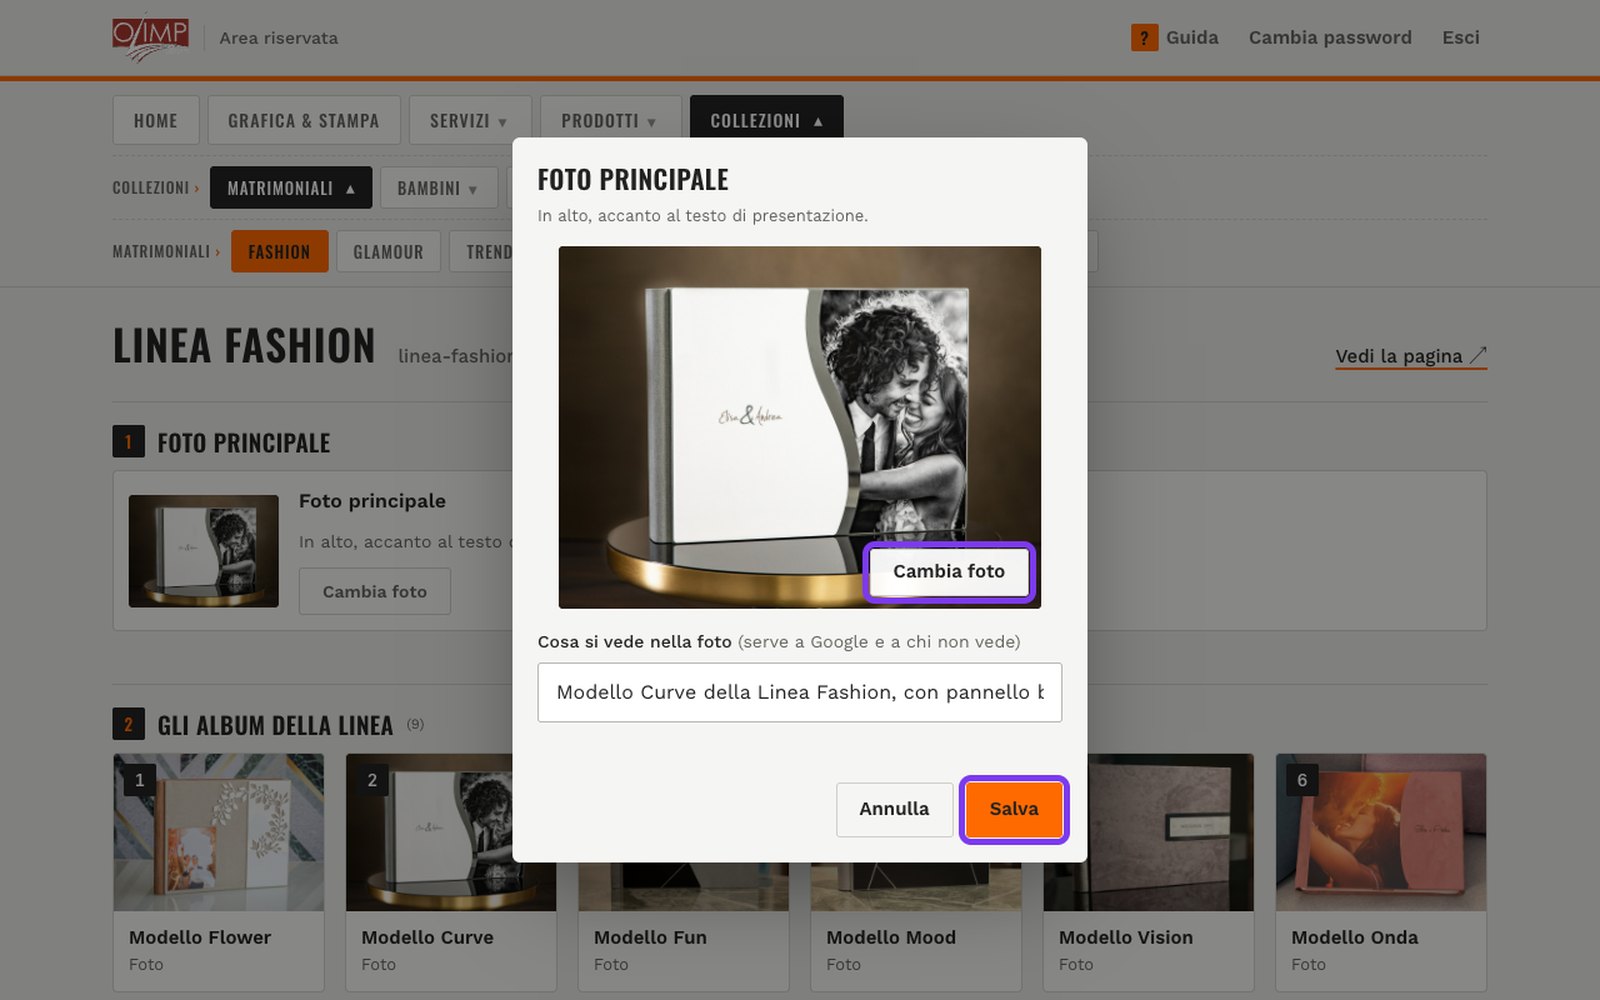 OLIMP
Area riservata
? Guida
Cambia password
Esci
HOME
GRAFICA & STAMPA
SERVIZI ▼
PRODOTTI ▼
COLLEZIONI ▲
COLLEZIONI ›
MATRIMONIALI ▲
BAMBINI ▼
MATRIMONIALI ›
FASHION
GLAMOUR
TREND
LINEA FASHION
linea-fashion
Vedi la pagina
1 FOTO PRINCIPALE
Foto principale
In alto, accanto al testo
Cambia foto
FOTO PRINCIPALE
In alto, accanto al testo di presentazione.
Elisa & Andrea
Cambia foto
Cosa si vede nella foto (serve a Google e a chi non vede)
Modello Curve della Linea Fashion, con pannello
Annulla
Salva
2 GLI ALBUM DELLA LINEA (9)
1
2
6
Modello Flower
Foto
Modello Curve
Foto
Modello Fun
Foto
Modello Mood
Foto
Modello Vision
Foto
Modello Onda
Foto